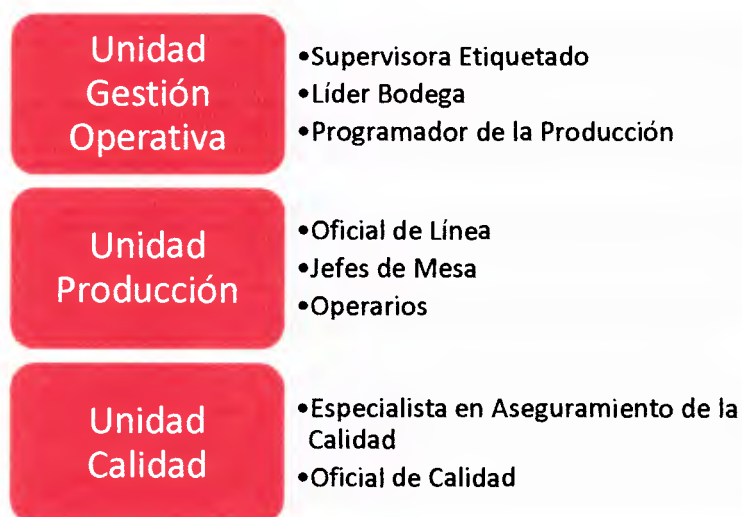 Unidad
Gestión
Operativa
•Supervisora Etiquetado
•Líder Bodega
•Programador de la Producción
Unidad
Producción
•Oficial de Línea
•Jefes de Mesa
•Operarios
Unidad
Calidad
•Especialista en Aseguramiento de la
Calidad
•Oficial de Calidad